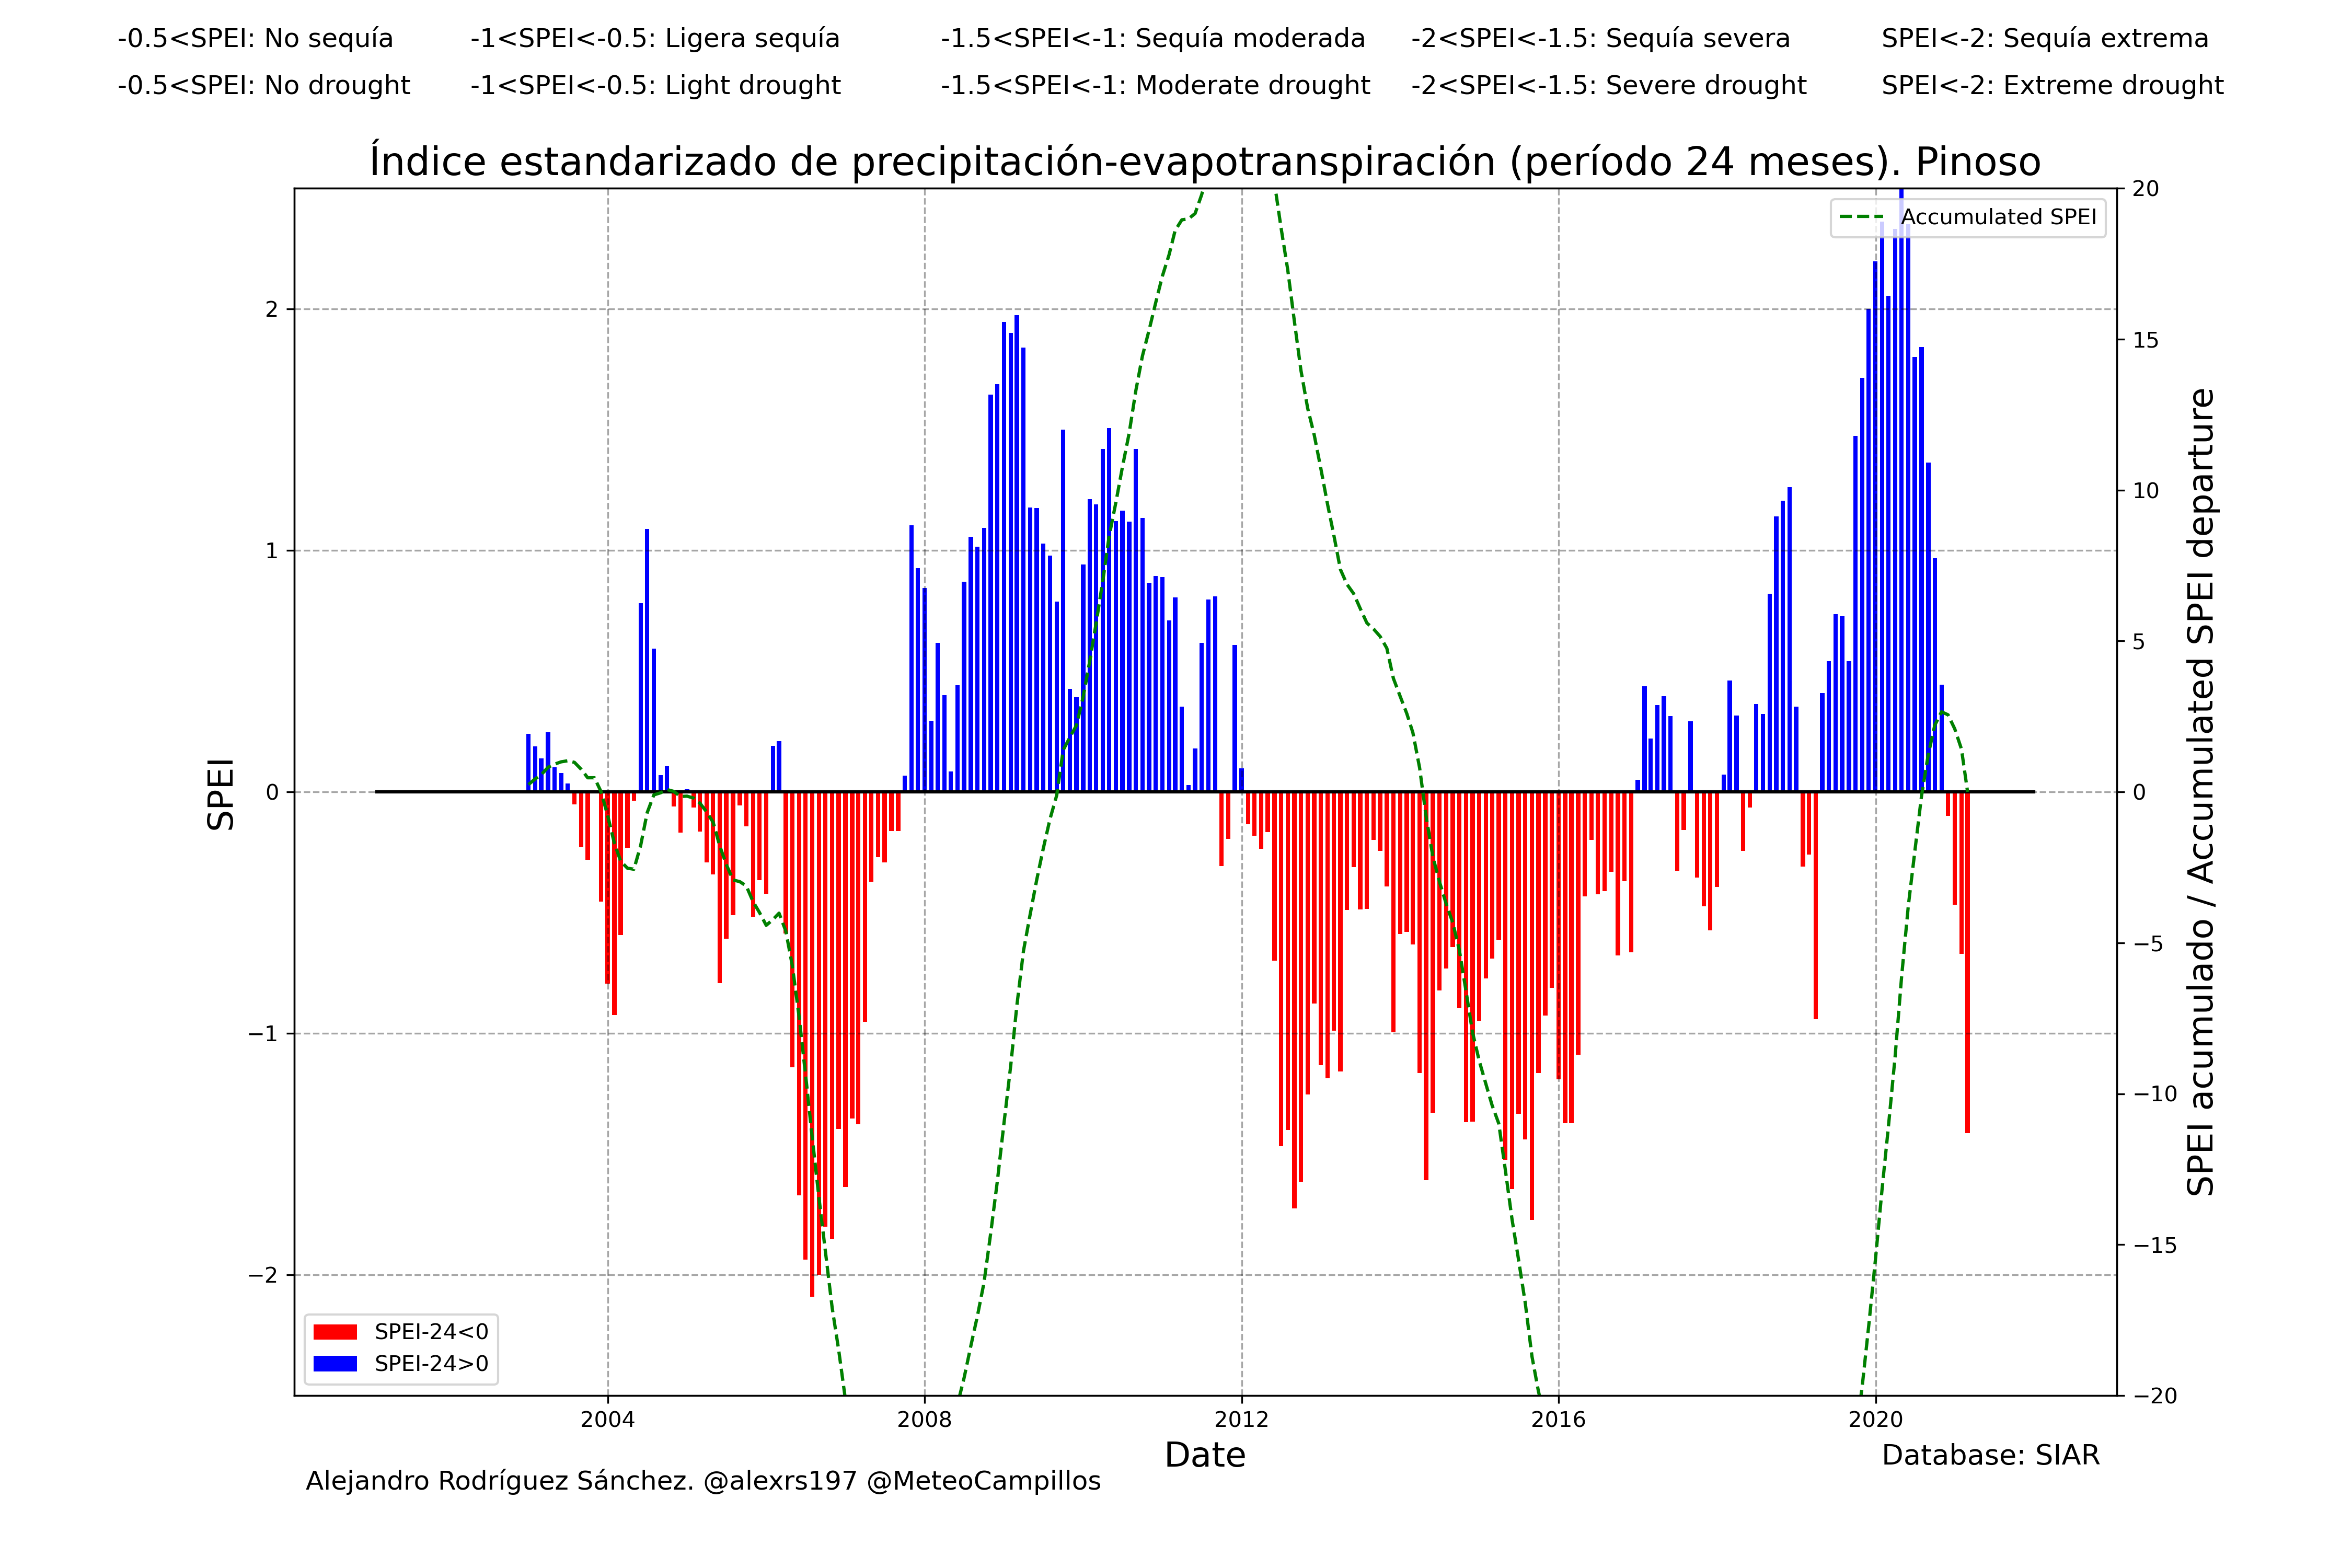 -0.5<SPEI: No sequía -1<SPEI<-0.5: Ligera sequía -1.5<SPEI<-1: Sequía moderada -2<SPEI<-1.5: Sequía severa SPEI<-2: Sequía extrema
-0.5<SPEI: No drought -1<SPEI<-0.5: Light drought -1.5<SPEI<-1: Moderate drought -2<SPEI<-1.5: Severe drought SPEI<-2: Extreme drought
Índice estandarizado de precipitación-evapotranspiración (período 24 meses). Pinoso
Accumulated SPEI
SPEI
2
1
0
−1
−2
20
15
10
5
0
−5
−10
−15
−20
SPEI acumulado / Accumulated SPEI departure
SPEI-24<0
SPEI-24>0
2004 2008 2012 2016 2020
Date
Database: SIAR
Alejandro Rodríguez Sánchez. @alexrs197 @MeteoCampillos